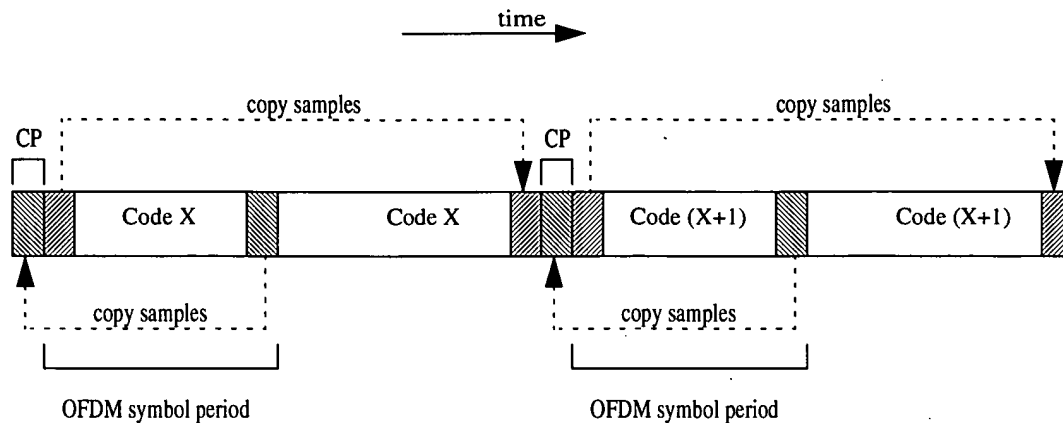 time
copy samples
copy samples
CP
CP
Code X
Code X
Code (X+1)
Code (X+1)
copy samples
copy samples
OFDM symbol period
OFDM symbol period